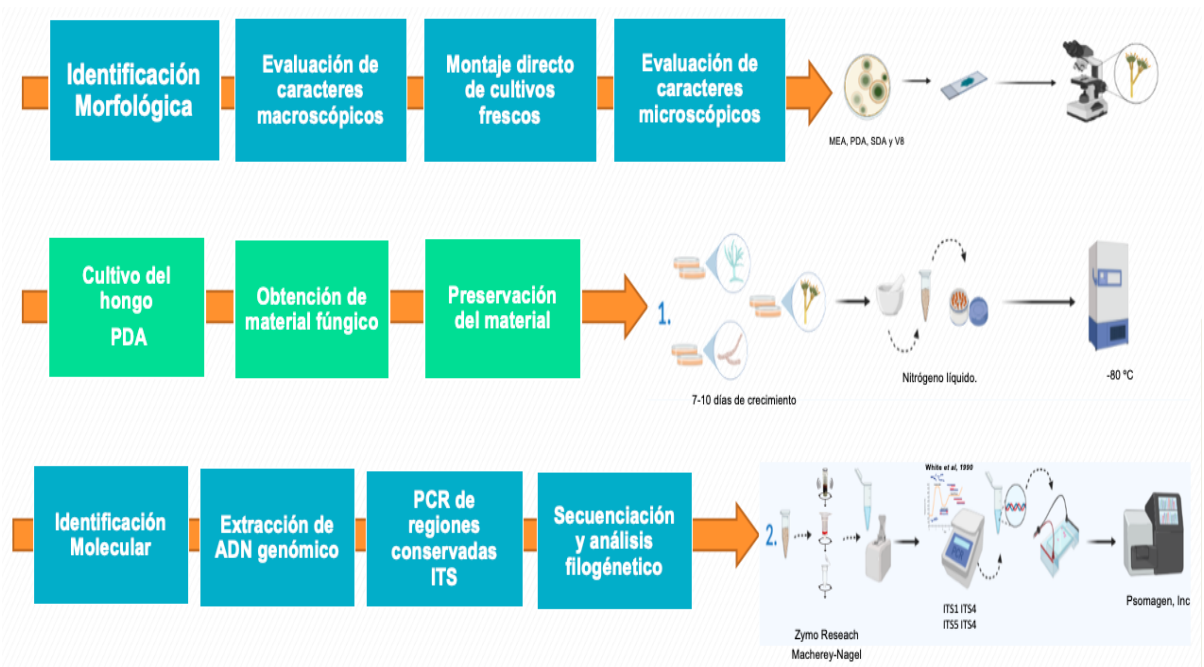 Identificación
Morfológica
Evaluación de
caracteres
macroscópicos
Montaje directo
de cultivos
frescos
Evaluación de
caracteres
microscópicos
MEA, PDA, SDA y V8
Cultivo del
hongo
PDA
Obtención de
material fúngico
Preservación
del material
1.
7-10 días de crecimiento
Nitrógeno líquido.
-80 ºC
Identificación
Molecular
Extracción de
ADN genómico
PCR de
regiones
conservadas
ITS
Secuenciación
y análisis
filogénetico
2.
White et al, 1990
PCR
ITS1 ITS4
ITS5 ITS4
Zymo Reseach
Macherey-Nagel
Psomagen, Inc